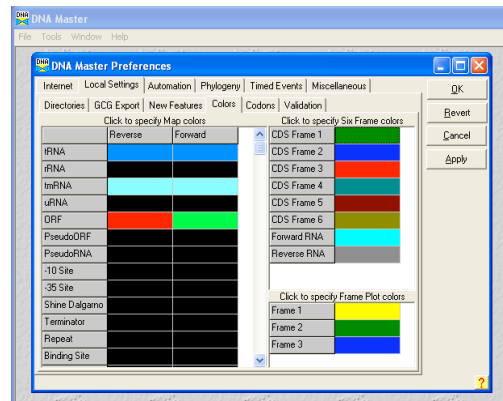 DNA Master
File Tools Window Help
DNA Master Preferences
Internet Local Settings Automation Phylogeny Timed Events Miscellaneous
Directories GCG Export New Features Colors Codons Validation
Click to specify Map colors
Reverse Forward
tRNA
rRNA
tmRNA
uRNA
ORF
PseudoORF
PseudoRNA
-10 Site
-35 Site
Shine Dalgarno
Terminator
Repeat
Binding Site
Click to specify Six Frame colors
CDS Frame 1
CDS Frame 2
CDS Frame 3
CDS Frame 4
CDS Frame 5
CDS Frame 6
Forward RNA
Reverse RNA
Click to specify Frame Plot colors
Frame 1
Frame 2
Frame 3
OK
Revert
Cancel
Apply
?